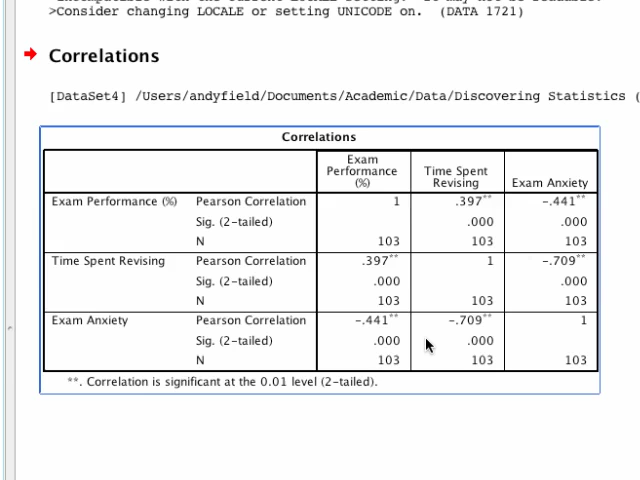 >Consider changing LOCALE or setting UNICODE on.  (DATA 1721)
Correlations
[DataSet4] /Users/andyfield/Documents/Academic/Data/Discovering Statistics (
Correlations
Exam Performance (%) Time Spent Revising Exam Anxiety
Exam Performance (%) Pearson Correlation 1 .397** -.441**
Sig. (2-tailed) .000 .000
N 103 103 103
Time Spent Revising Pearson Correlation .397** 1 -.709**
Sig. (2-tailed) .000 .000
N 103 103 103
Exam Anxiety Pearson Correlation -.441** -.709** 1
Sig. (2-tailed) .000 .000
N 103 103 103
**. Correlation is significant at the 0.01 level (2-tailed).